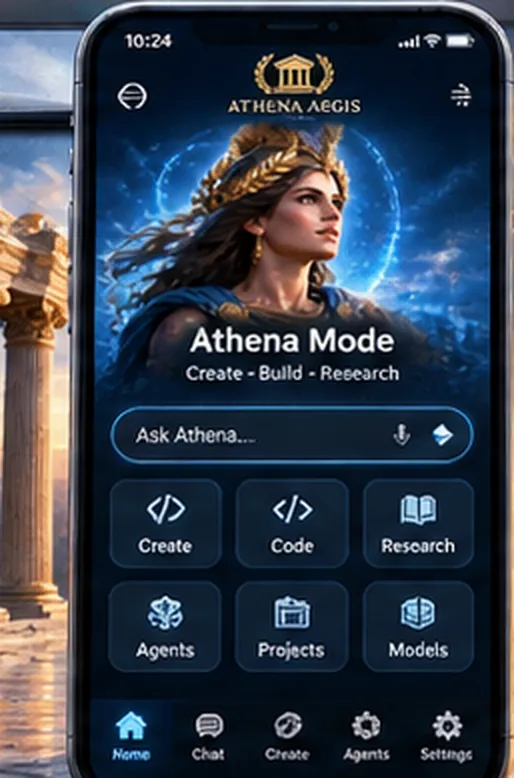 10:24
ATHENA AEGIS
Athena Mode
Create - Build - Research
Ask Athena...
Create Code Research
Agents Projects Models
Home Chat Create Agents Settings